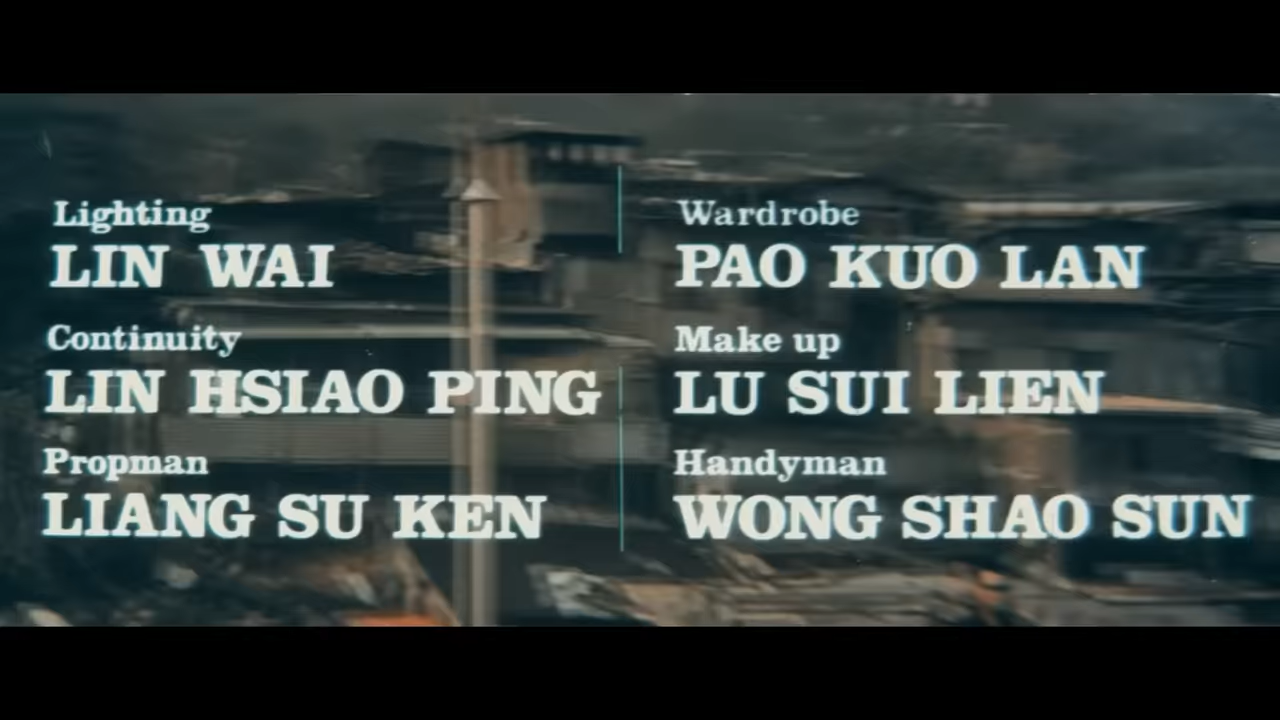 Lighting
LIN WAI
Continuity
LIN HSIAO PING
Propman
LIANG SU KEN
Wardrobe
PAO KUO LAN
Make up
LU SUI LIEN
Handyman
WONG SHAO SUN